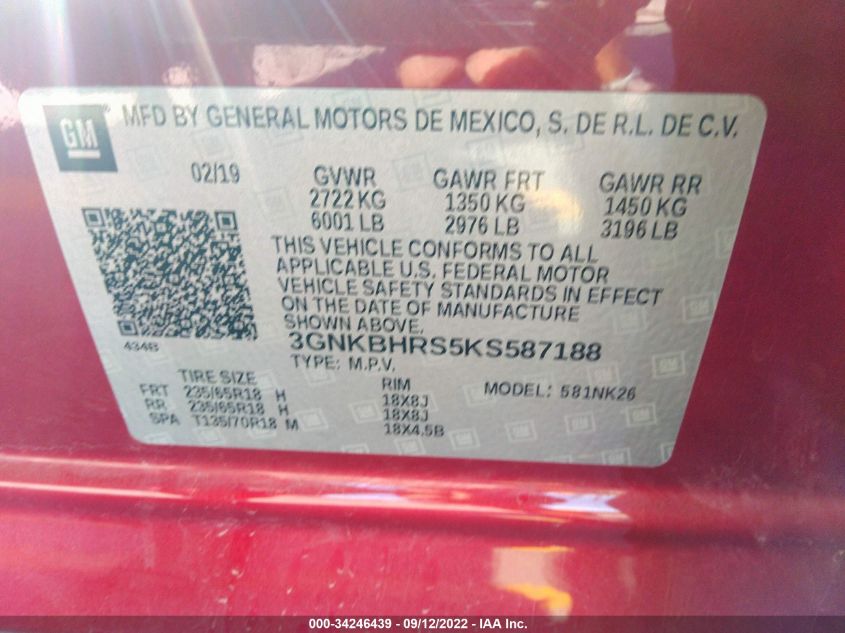 GM ® MFD BY GENERAL MOTORS DE MEXICO, S. DE R.L. DE C.V.
02/19 GVWR GAWR FRT GAWR RR
2722 KG 1350 KG 1450 KG
6001 LB 2976 LB 3196 LB
THIS VEHICLE CONFORMS TO ALL
APPLICABLE U.S. FEDERAL MOTOR
VEHICLE SAFETY STANDARDS IN EFFECT
ON THE DATE OF MANUFACTURE
SHOWN ABOVE.
434B
3GNKBHRS5KS587188
TYPE: M.P.V.
TIRE SIZE RIM MODEL: 581NK26
FRT 235/65R18 H 18X8J
RR 235/65R18 H 18X8J
SPA T135/70R18 M 18X4.5B
000-34246439 - 09/12/2022 - IAA Inc.